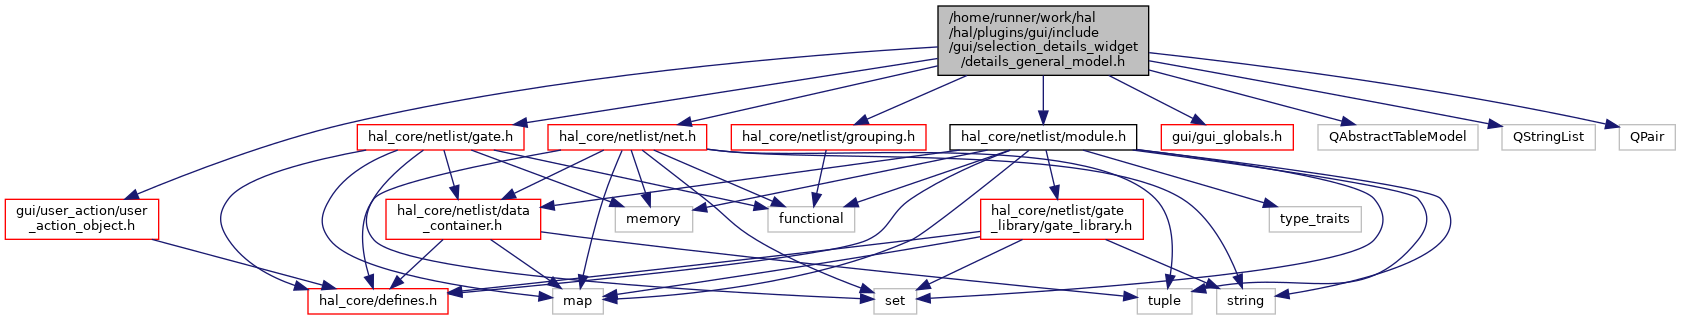 /home/runner/work/hal
/hal/plugins/gui/include
/gui/selection_details_widget
/details_general_model.h
hal_core/netlist/gate.h
hal_core/netlist/net.h
hal_core/netlist/grouping.h
hal_core/netlist/module.h
gui/gui_globals.h
QAbstractTableModel
QStringList
QPair
gui/user_action/user
_action_object.h
hal_core/netlist/data
_container.h
memory
functional
hal_core/netlist/gate
_library/gate_library.h
type_traits
hal_core/defines.h
map
set
tuple
string